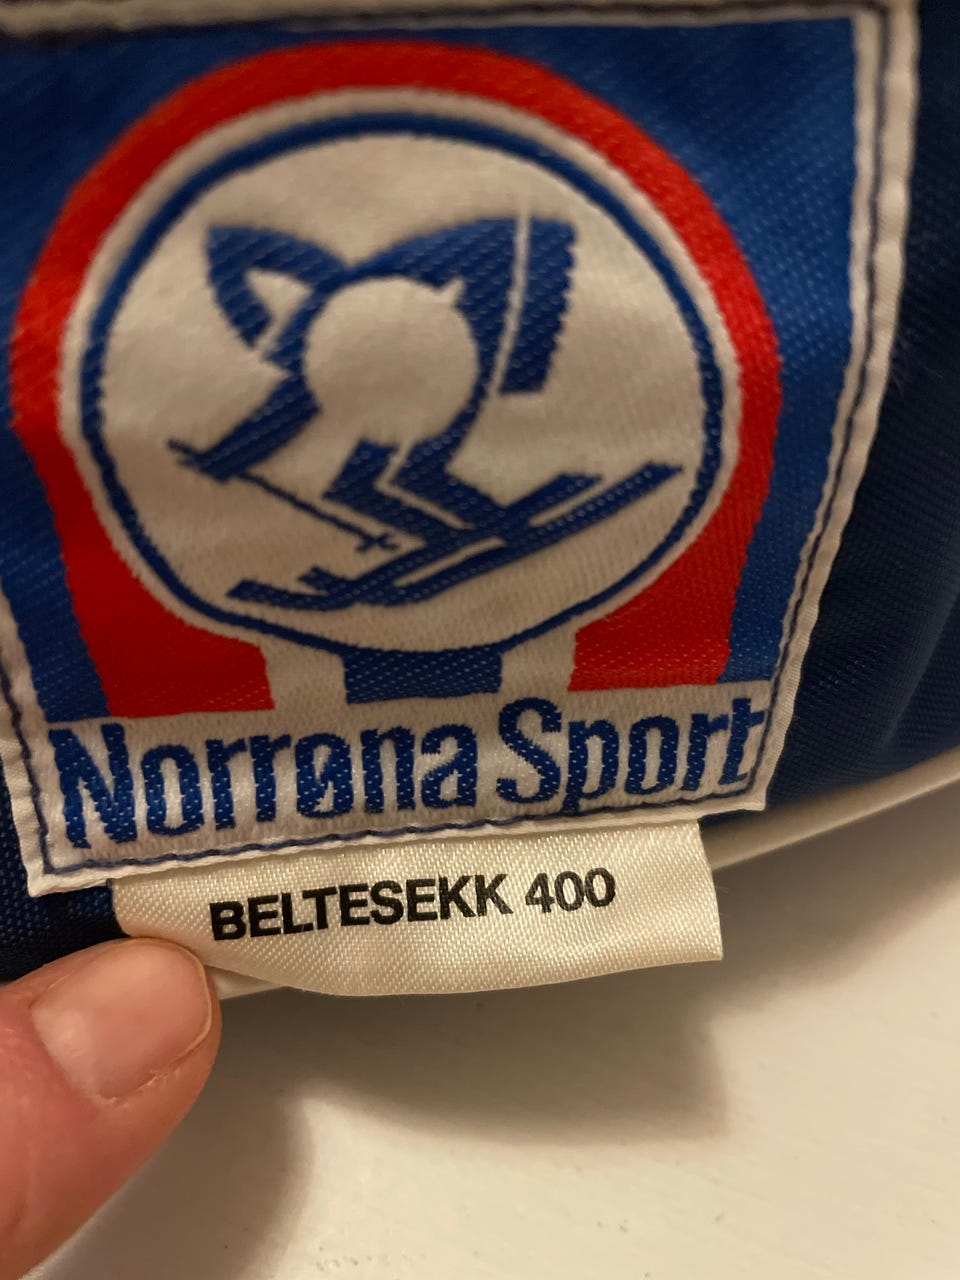 Norrøna Sport
BELTESEKK 400